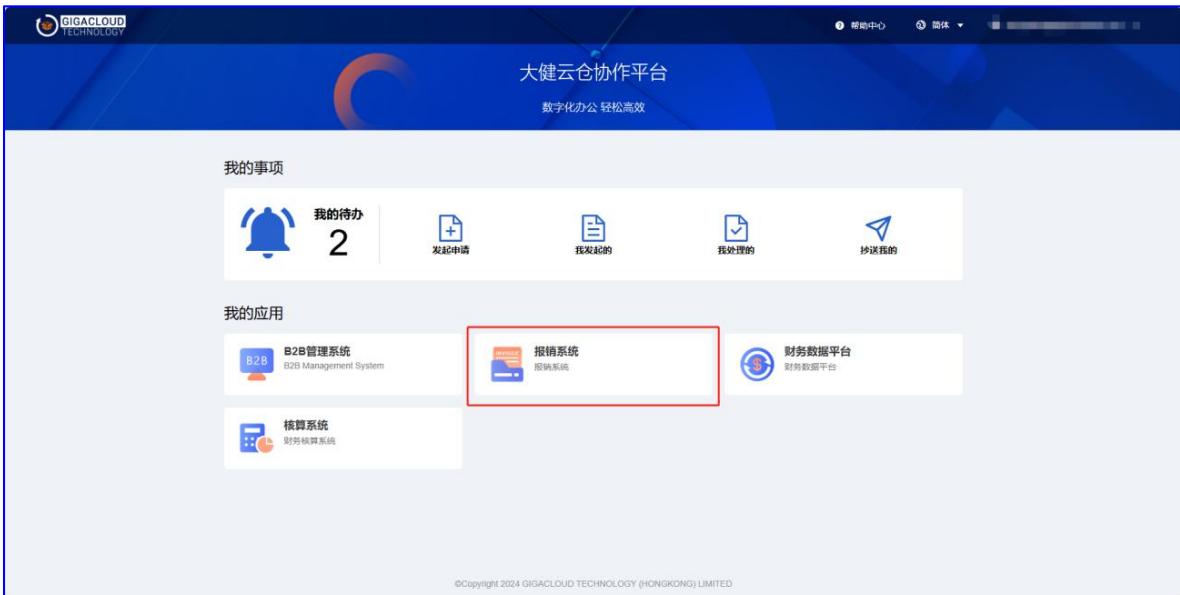 GIGACLOUD
TECHNOLOGY
帮助中心
简体
大健云仓协作平台
数字化办公 轻松高效
我的事项
我的待办
2
发起申请
我发起的
我处理的
抄送我的
我的应用
B2B
B2B管理系统
B2B Management System
INVOICE
报销系统
报销系统
财务数据平台
财务数据平台
核算系统
财务核算系统
©Copyright 2024 GIGACLOUD TECHNOLOGY (HONGKONG) LIMITED